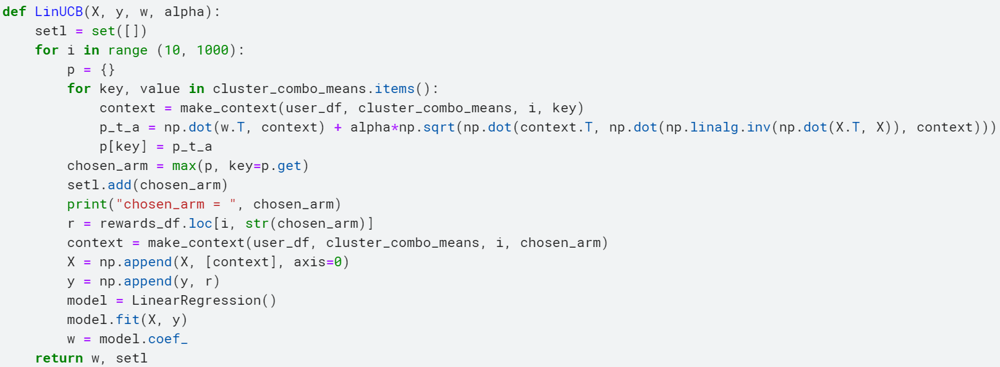 def LinUCB(X, y, w, alpha):
    setl = set([])
    for i in range (10, 1000):
        p = {}
        for key, value in cluster_combo_means.items():
            context = make_context(user_df, cluster_combo_means, i, key)
            p_t_a = np.dot(w.T, context) + alpha*np.sqrt(np.dot(context.T, np.dot(np.linalg.inv(np.dot(X.T, X)), context)))
            p[key] = p_t_a
        chosen_arm = max(p, key=p.get)
        setl.add(chosen_arm)
        print("chosen_arm = ", chosen_arm)
        r = rewards_df.loc[i, str(chosen_arm)]
        context = make_context(user_df, cluster_combo_means, i, chosen_arm)
        X = np.append(X, [context], axis=0)
        y = np.append(y, r)
        model = LinearRegression()
        model.fit(X, y)
        w = model.coef_
    return w, setl